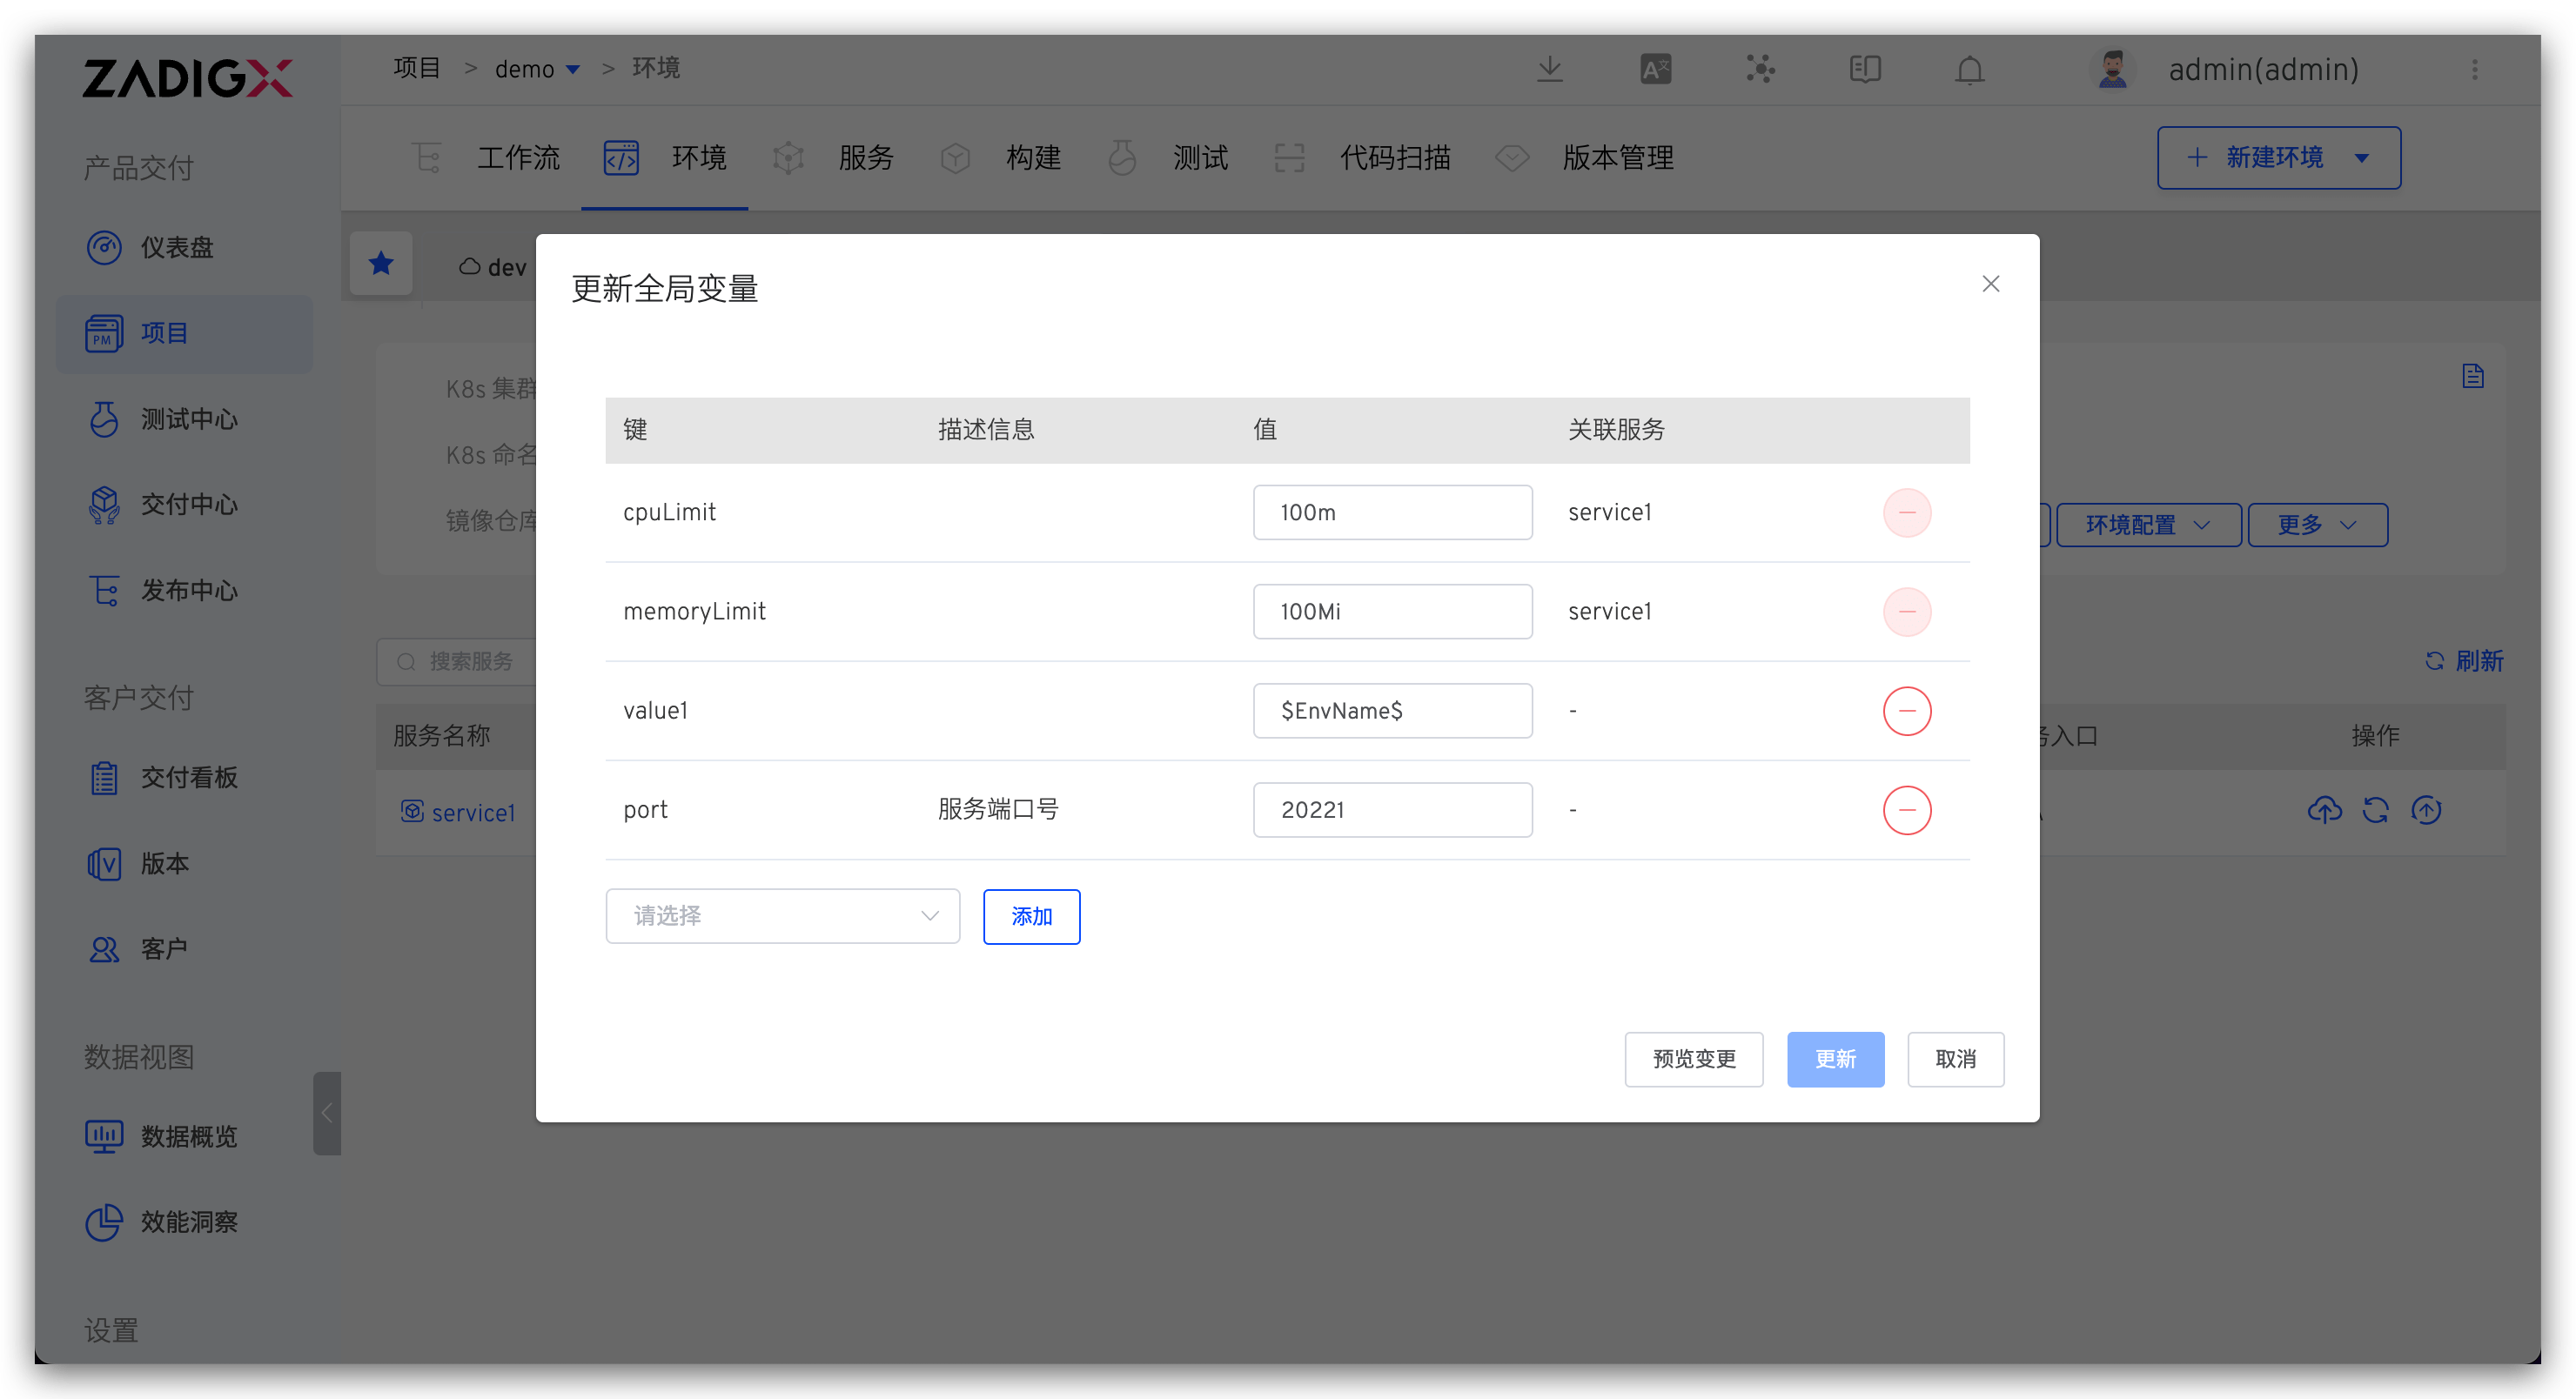 ZADIGX
项目 > demo > 环境
admin(admin)
工作流 环境 服务 构建 测试 代码扫描 版本管理
+ 新建环境
产品交付
仪表盘
项目
测试中心
交付中心
发布中心
客户交付
交付看板
版本
客户
数据视图
数据概览
效能洞察
设置
dev
K8s 集群
K8s 命名
镜像仓库
环境配置
更多
搜索服务
刷新
服务名称
务入口
操作
service1
更新全局变量
键 描述信息 值 关联服务
cpuLimit 100m service1
memoryLimit 100Mi service1
value1 $EnvName$ -
port 服务端口号 20221 -
请选择 添加
预览变更 更新 取消